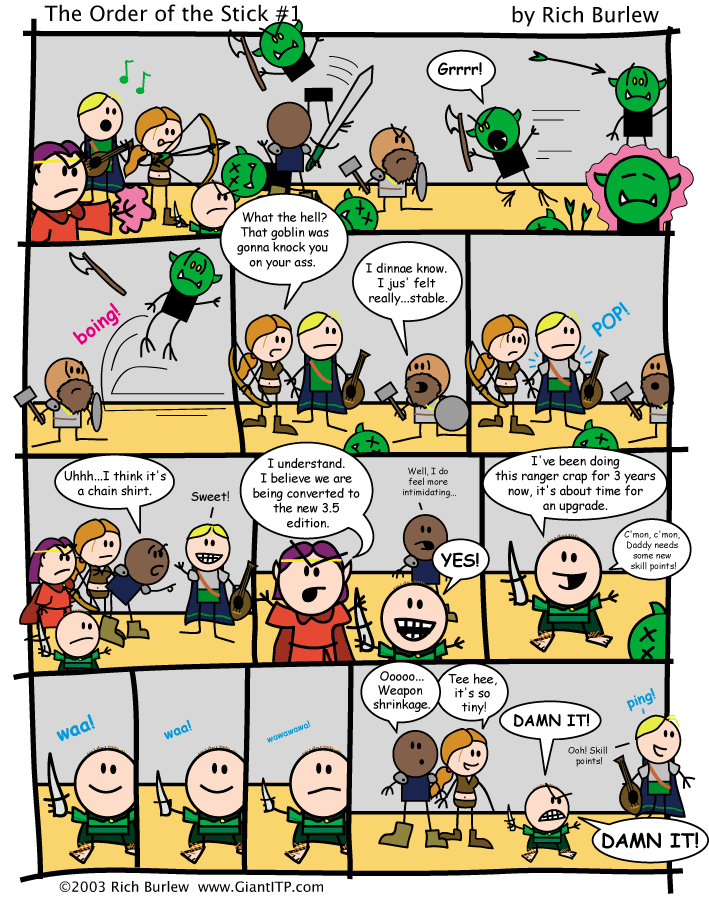 The Order of the Stick #1
by Rich Burlew
Grrrr!
boing!
What the hell?
That goblin was
gonna knock you
on your ass.
I dinnae know.
I jus' felt
really...stable.
POP!
Uhhh...I think it's
a chain shirt.
Sweet!
I understand.
I believe we are
being converted to
the new 3.5
edition.
Well, I do
feel more
intimidating...
YES!
I've been doing
this ranger crap for 3 years
now, it's about time for
an upgrade.
C'mon, c'mon,
Daddy needs
some new
skill points!
waa!
waa!
wawawawa!
Ooooo...
Weapon
shrinkage.
Tee hee,
it's so
tiny!
DAMN IT!
ping!
Ooh! Skill
points!
DAMN IT!
©2003 Rich Burlew www.GiantITP.com